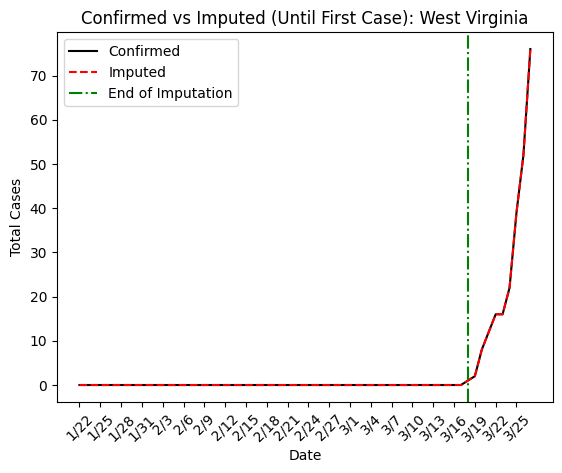 Confirmed vs Imputed (Until First Case): West Virginia
Confirmed
Imputed
End of Imputation
Total Cases
70
60
50
40
30
20
10
0
1/22 1/25 1/28 1/31 2/3 2/6 2/9 2/12 2/15 2/18 2/21 2/24 2/27 3/1 3/4 3/7 3/10 3/13 3/16 3/19 3/22 3/25
Date